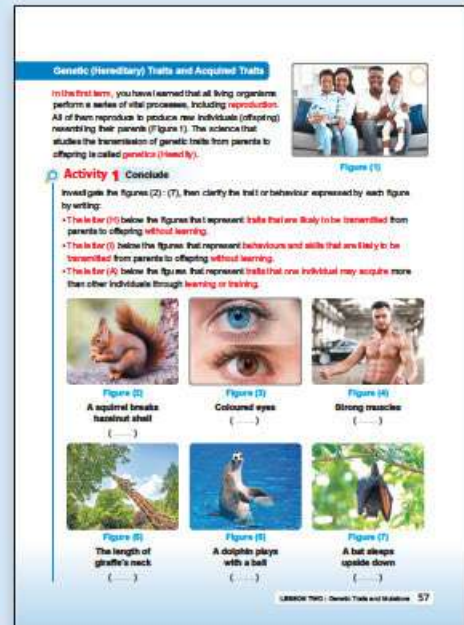 Genetic (Hereditary) Traits and Acquired Traits
In the first term, you have learned that all living organisms
perform a series of vital processes, including reproduction.
All of them reproduce to produce new individuals (offspring)
resembling their parents (Figure 1). The science that
studies the transmission of genetic traits from parents to
offspring is called genetics (Heredity).
Figure (1)
Activity 1 Conclude
Investigate the figures (2) : (7), then clarify the trait or behaviour expressed by each figure
by writing:
• The letter (H) below the figures that represent traits that are likely to be transmitted from
parents to offspring without learning.
• The letter (I) below the figures that represent behaviours and skills that are likely to be
transmitted from parents to offspring without learning.
• The letter (A) below the figures that represent traits that one individual may acquire more
than other individuals through learning or training.
Figure (2) Figure (3) Figure (4)
A squirrel breaks Coloured eyes Strong muscles
hazelnut shell (......) (......)
(......)
Figure (5) Figure (6) Figure (7)
The length of A dolphin plays A bat sleeps
giraffe's neck with a ball upside down
(......) (......) (......)
LESSON TWO : Genetic Traits and Mutations 57